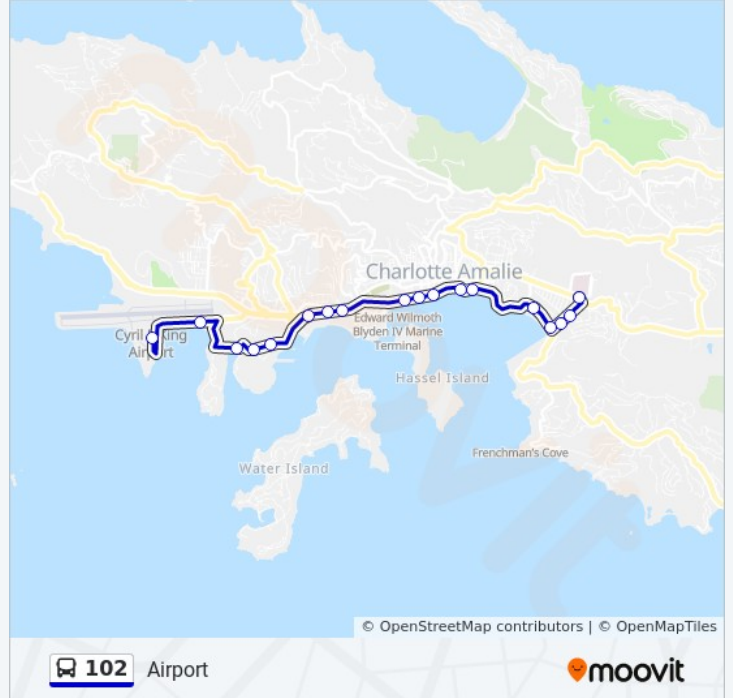 Charlotte Amalie
Edward Wilmoth
Blyden IV Marine
Terminal
Cyril King
Airport
Hassel Island
Frenchman's Cove
Water Island
© OpenStreetMap contributors | © OpenMapTiles
102 Airport
moovit